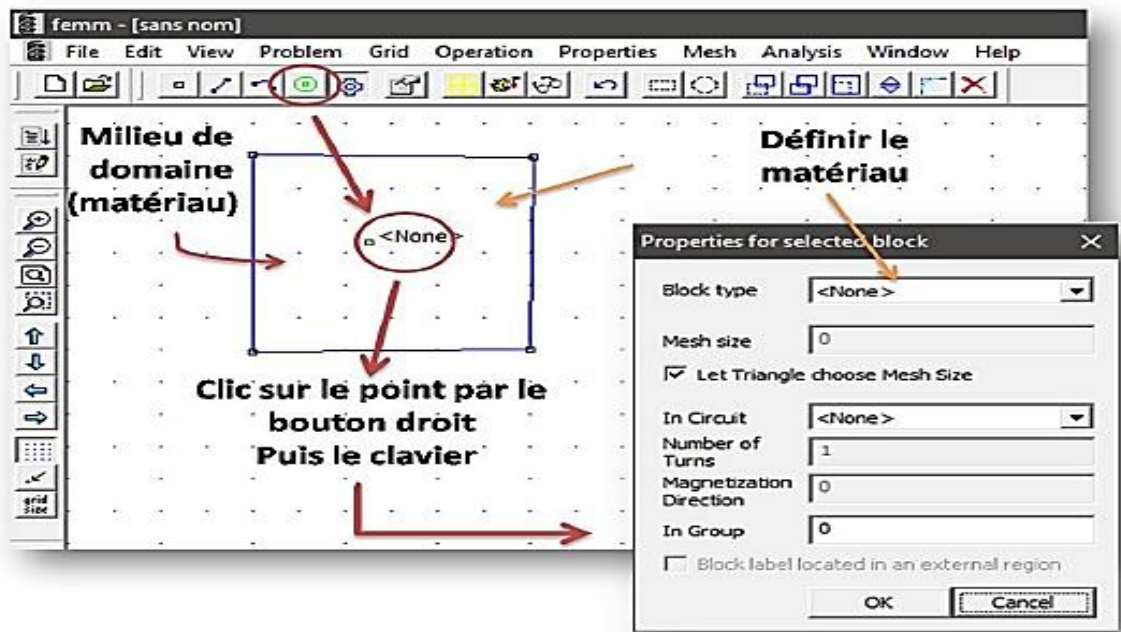 femm - [sans nom]
File Edit View Problem Grid Operation Properties Mesh Analysis Window Help
Milieu de
domaine
(matériau)
Définir le
matériau
<None>
Clic sur le point par le
bouton droit
Puis le clavier
grid
size
Properties for selected block
Block type <None>
Mesh size 0
Let Triangle choose Mesh Size
In Circuit <None>
Number of
Turns 1
Magnetization
Direction 0
In Group 0
Block label located in an external region
OK Cancel